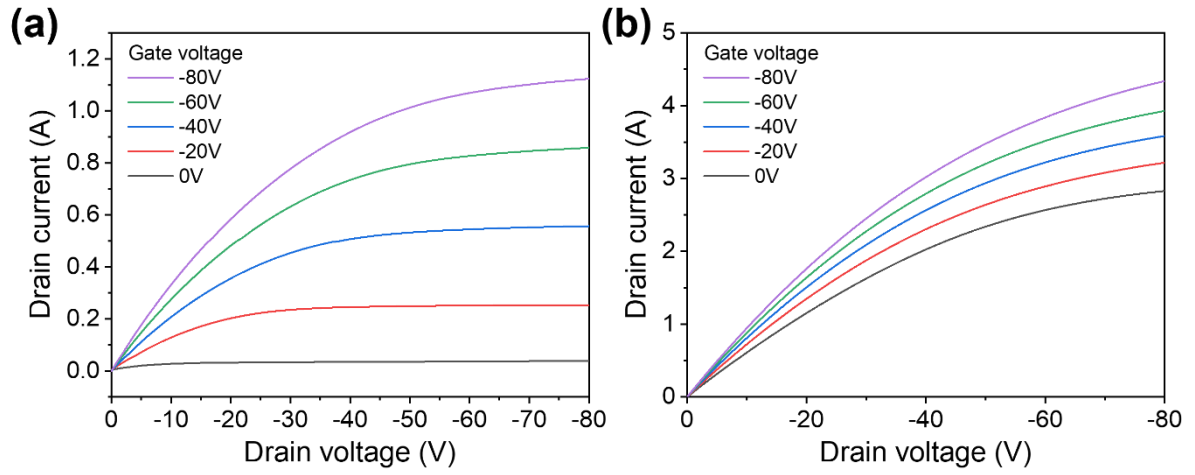 (a)
Gate voltage
-80V
-60V
-40V
-20V
0V
1.2
1.0
0.8
0.6
0.4
0.2
0.0
Drain current (A)
0 -10 -20 -30 -40 -50 -60 -70 -80
Drain voltage (V)
(b)
Gate voltage
-80V
-60V
-40V
-20V
0V
5
4
3
2
1
0
Drain current (A)
0 -20 -40 -60 -80
Drain voltage (V)